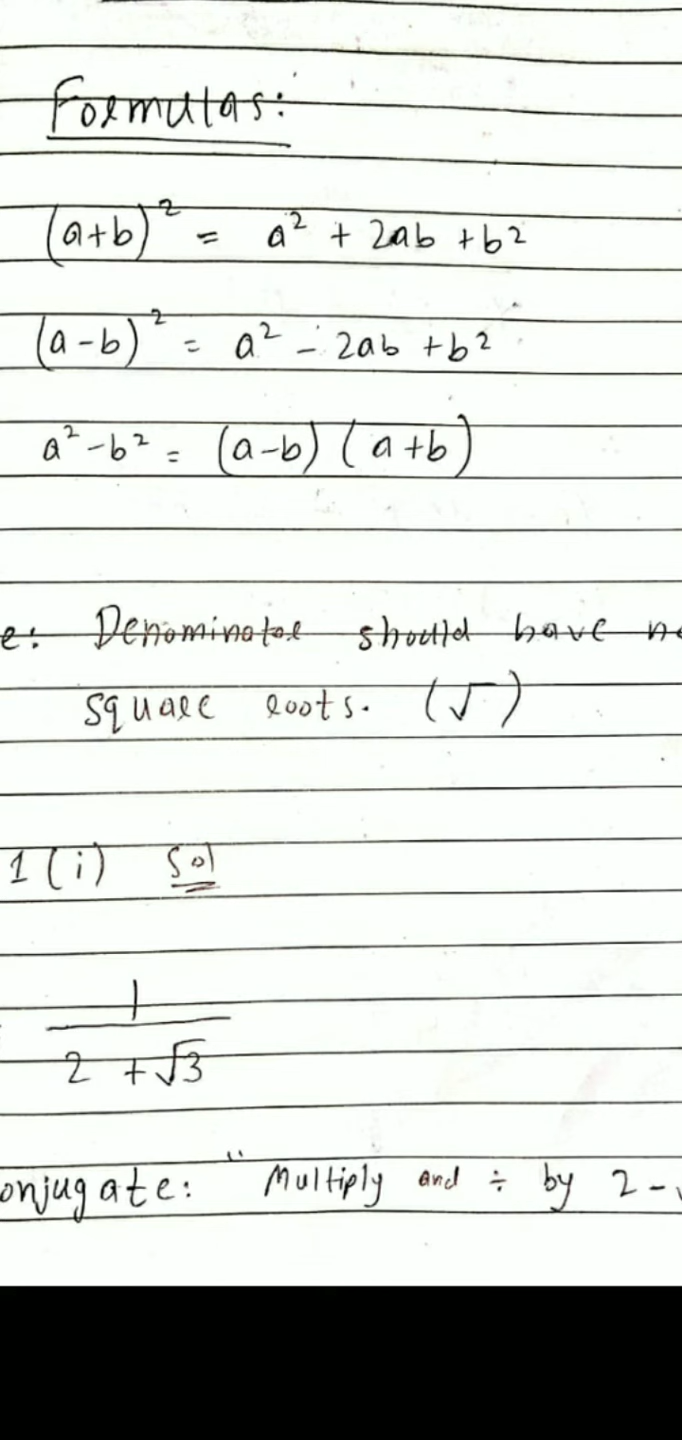 Formulas:
(a+b)² = a² + 2ab + b²
(a-b)² = a² - 2ab + b²
a² - b² = (a-b) (a+b)
e: Denominator should have no
square roots. (√ )
1 (i) Sol
1
2 + √3
onjugate: " Multiply and ÷ by 2 -